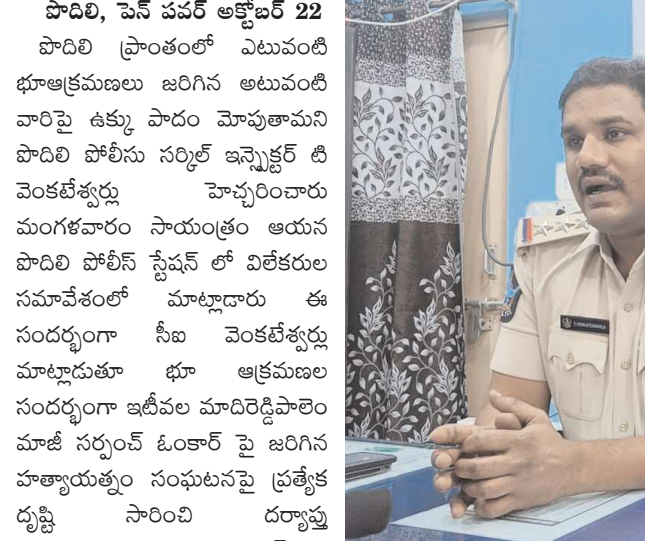 పొదిలి, పెన్ పవర్ అక్టోబర్ 22
పొదిలి ప్రాంతంలో ఎటువంటి
భూఆక్రమణలు జరిగిన అటువంటి
వారిపై ఉక్కు పాదం మోపుతామని
పొదిలి పోలీసు సర్కిల్ ఇన్స్పెక్టర్ టి
వెంకటేశ్వర్లు హెచ్చరించారు
మంగళవారం సాయంత్రం ఆయన
పొదిలి పోలీస్ స్టేషన్ లో విలేకరుల
సమావేశంలో మాట్లాడారు ఈ
సందర్భంగా సీఐ వెంకటేశ్వర్లు
మాట్లాడుతూ భూ ఆక్రమణల
సందర్భంగా ఇటీవల మాదిరెడ్డిపాలెం
మాజీ సర్పంచ్ ఓంకార్ పై జరిగిన
హత్యాయత్నం సంఘటనపై ప్రత్యేక
దృష్టి సారించి దర్యాప్తు
T. VENKATESWARLU